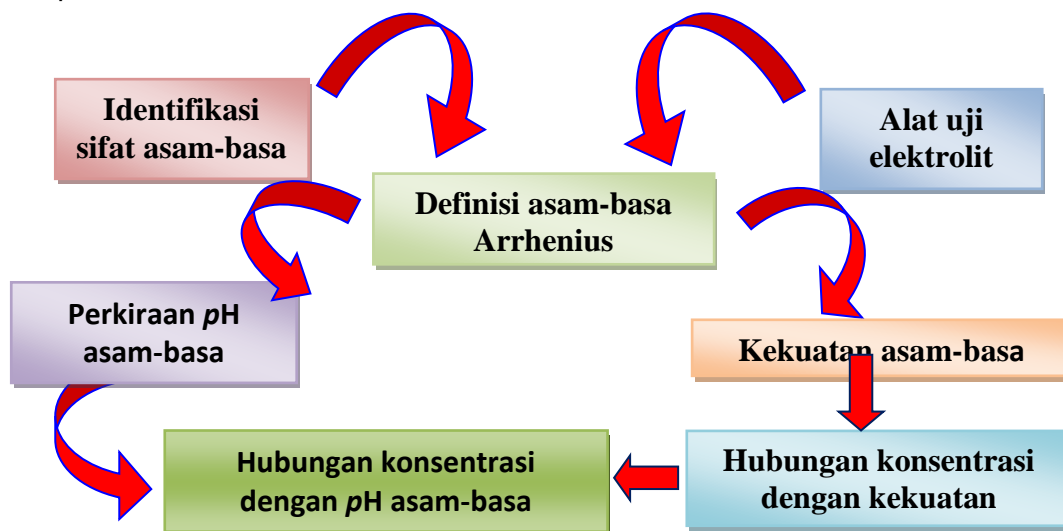 Identifikasi
sifat asam-basa
Alat uji
elektrolit
Definisi asam-basa
Arrhenius
Perkiraan pH
asam-basa
Kekuatan asam-basa
Hubungan konsentrasi
dengan pH asam-basa
Hubungan konsentrasi
dengan kekuatan